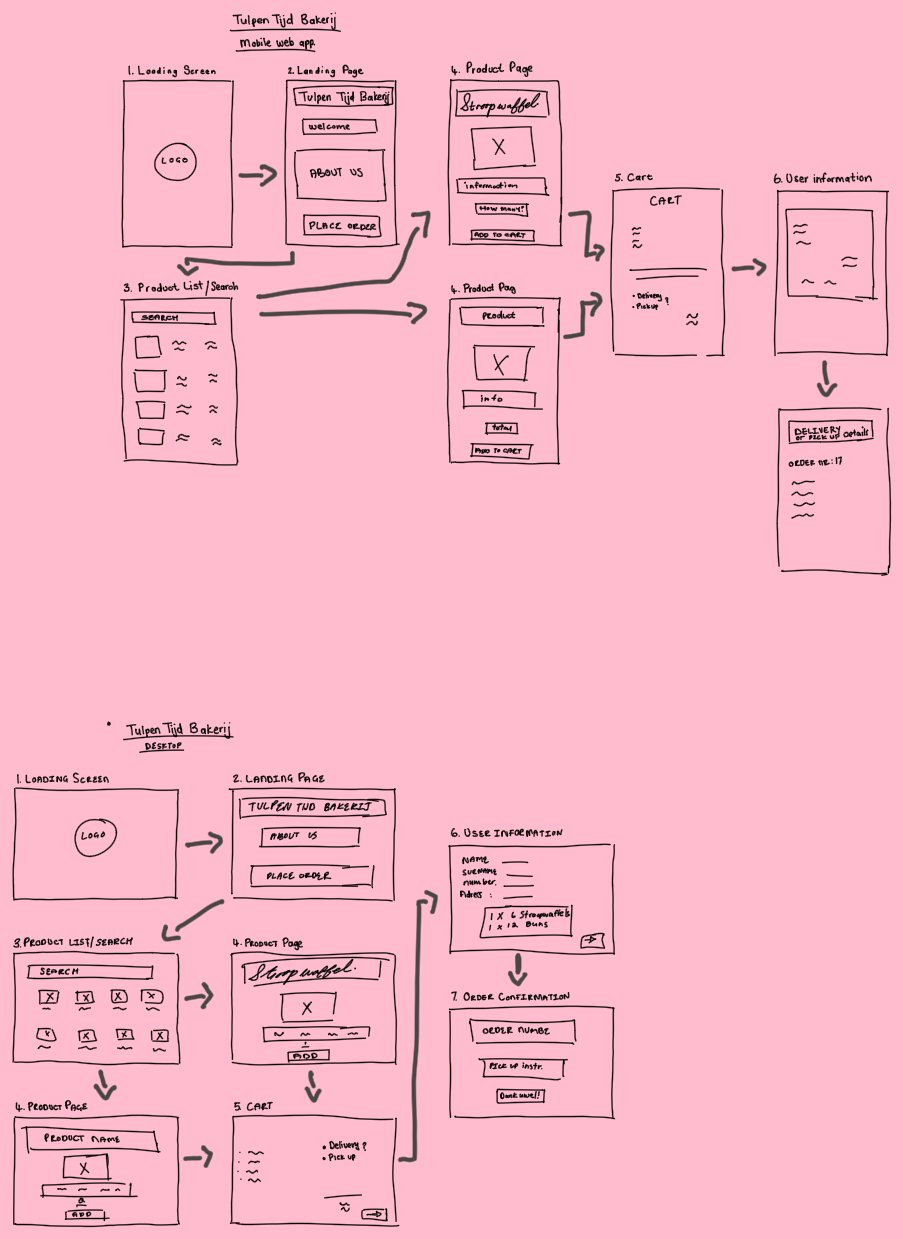 Tulpen Tijd Bakerij
Mobile web app
1. Loading Screen
LOGO
2. Landing Page
Tulpen Tijd Bakerij
welcome
ABOUT US
PLACE ORDER
3. Product List/Search
SEARCH
4. Product Page
Stroopwaffel
information
HOW MANY?
ADD TO CART
4. Product Pag
Product
info
total
ADD TO CART
5. Cart
CART
• Delivery ?
• Pickup
6. User information
DELIVERY
or PICK UP details
ORDER nr.: 17
Tulpen Tijd Bakerij
DESKTOP
1. LOADING SCREEN
LOGO
2. LANDING PAGE
TULPEN TIJD BAKERIJ
ABOUT US
PLACE ORDER
3. PRODUCT LIST/SEARCH
SEARCH
4. PRODUCT PAGE
Stroopwaffel.
ADD
4. PRODUCT PAGE
PRODUCT NAME
ADD
5. CART
• Delivery ?
• Pick up
6. USER INFORMATION
NAME
SURNAME
number.
Adress :
1 X 6 Stroopwaffels
1 X 12 Buns
7. ORDER CONFIRMATION
ORDER NUMBE
Pick up instr.
Dank uwel!